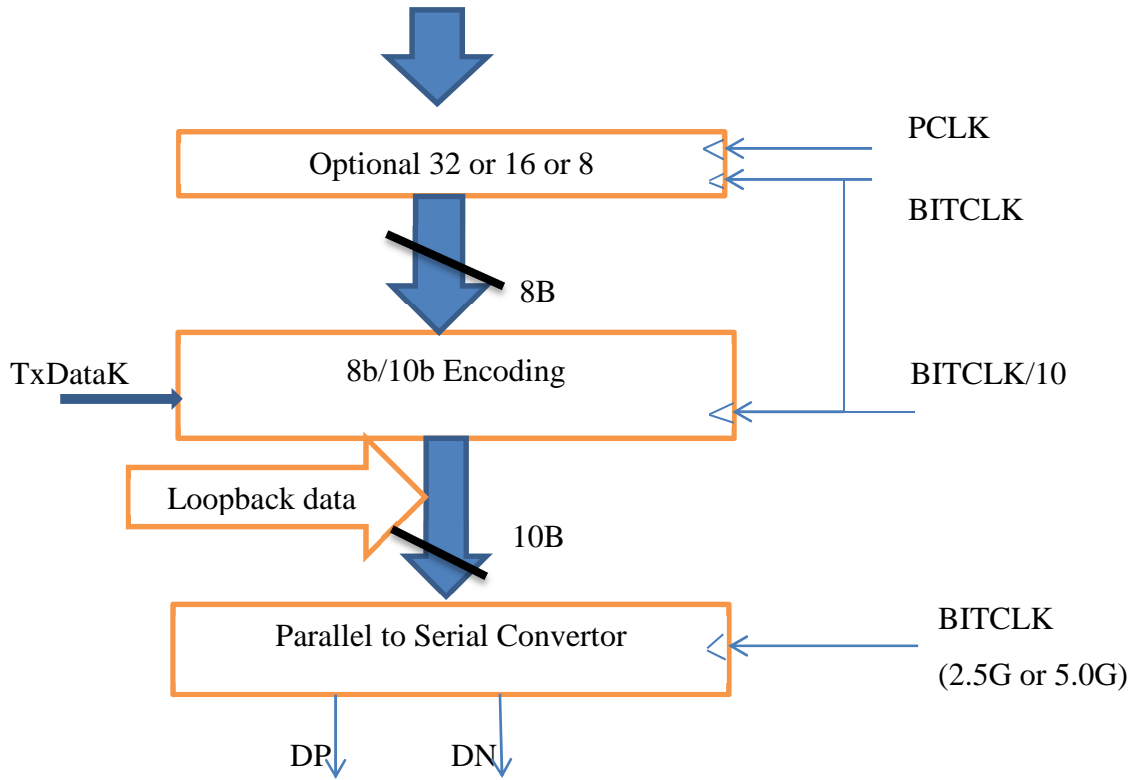 PCLK
Optional 32 or 16 or 8
BITCLK
8B
TxDataK
8b/10b Encoding
BITCLK/10
Loopback data
10B
Parallel to Serial Convertor
BITCLK
(2.5G or 5.0G)
DP
DN